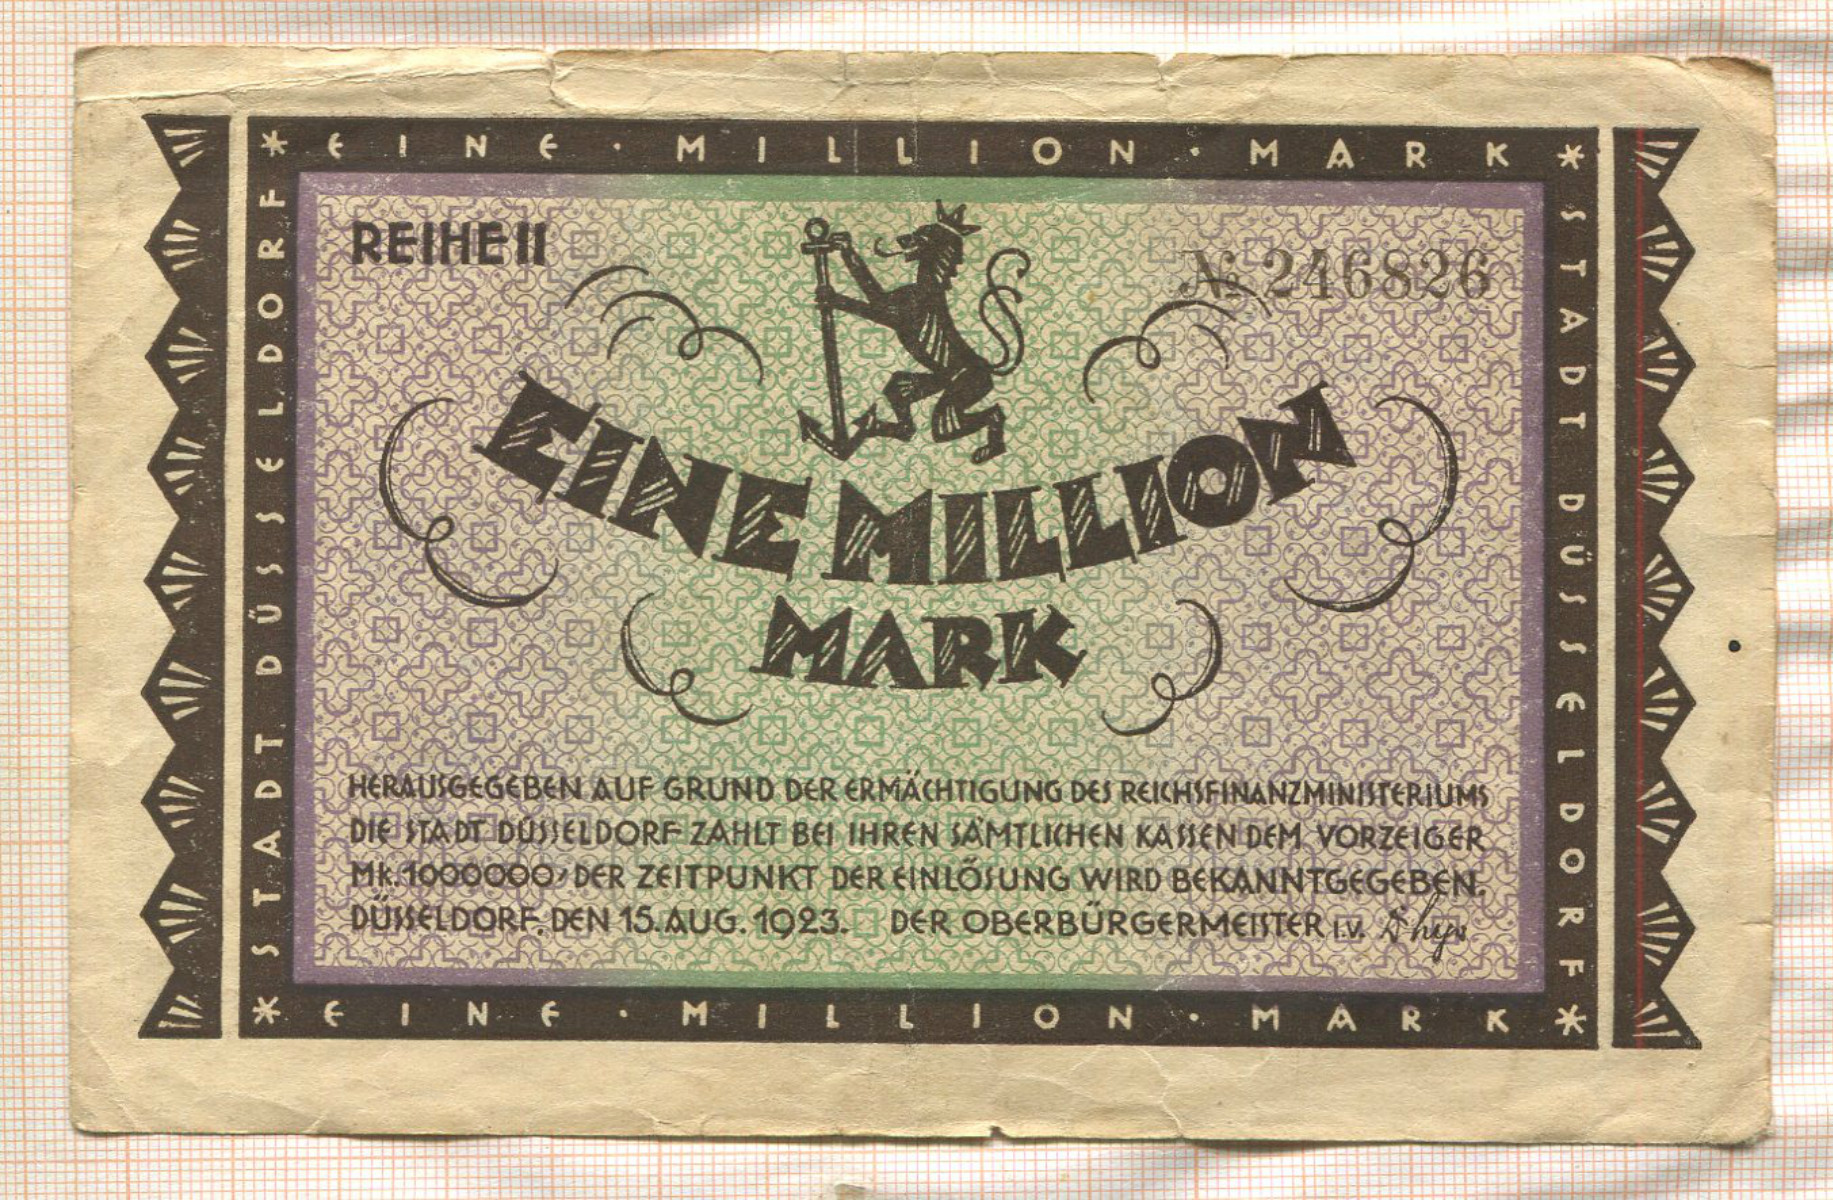 * EINE · MILLION · MARK *
STADT DÜSSELDORF
STADT DÜSSELDORF
REIHE II
№ 246826
EINE MILLION
MARK
HERAUSGEGEBEN AUF GRUND DER ERMÄCHTIGUNG DES REICHSFINANZMINISTERIUMS
DIE STADT DÜSSELDORF ZAHLT BEI IHREN SÄMTLICHEN KASSEN DEM VORZEIGER
Mk. 1000000, DER ZEITPUNKT DER EINLÖSUNG WIRD BEKANNTGEGEBEN.
DÜSSELDORF, DEN 15. AUG. 1923. DER OBERBÜRGERMEISTER I.V.
* EINE · MILLION · MARK *